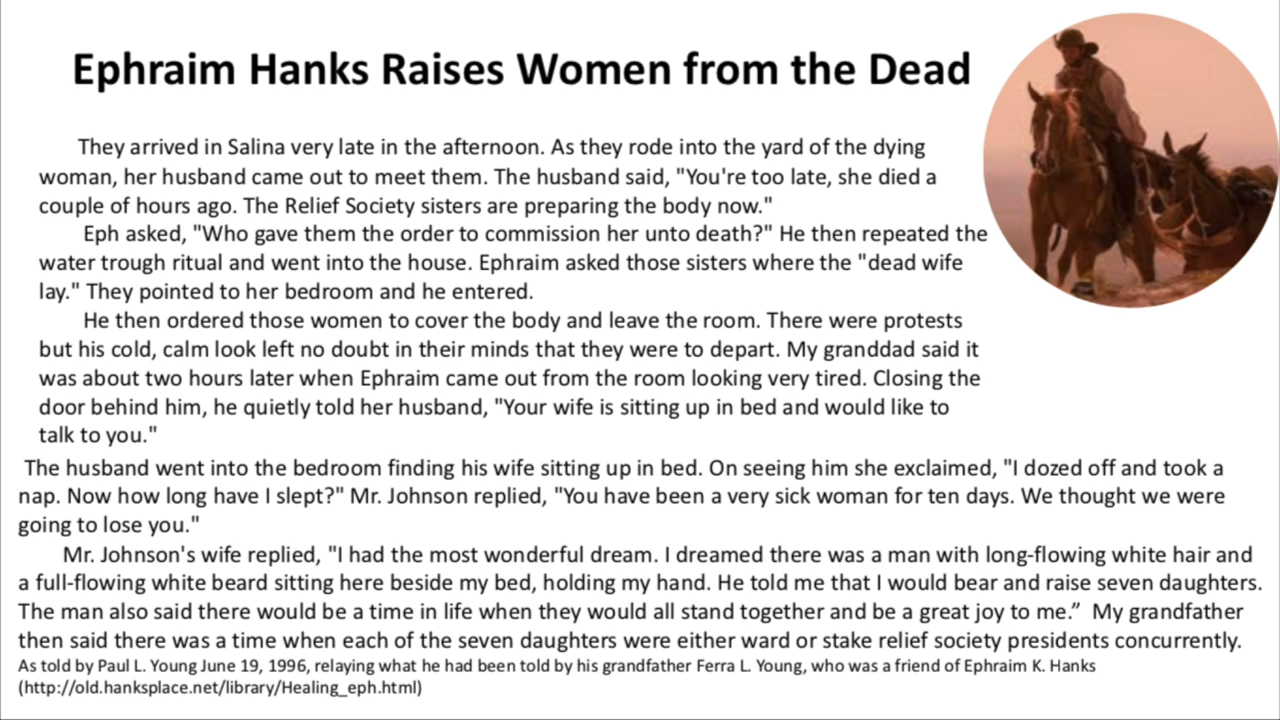 Ephraim Hanks Raises Women from the Dead
They arrived in Salina very late in the afternoon. As they rode into the yard of the dying
woman, her husband came out to meet them. The husband said, "You're too late, she died a
couple of hours ago. The Relief Society sisters are preparing the body now."
Eph asked, "Who gave them the order to commission her unto death?" He then repeated the
water trough ritual and went into the house. Ephraim asked those sisters where the "dead wife
lay." They pointed to her bedroom and he entered.
He then ordered those women to cover the body and leave the room. There were protests
but his cold, calm look left no doubt in their minds that they were to depart. My granddad said it
was about two hours later when Ephraim came out from the room looking very tired. Closing the
door behind him, he quietly told her husband, "Your wife is sitting up in bed and would like to
talk to you."
The husband went into the bedroom finding his wife sitting up in bed. On seeing him she exclaimed, "I dozed off and took a
nap. Now how long have I slept?" Mr. Johnson replied, "You have been a very sick woman for ten days. We thought we were
going to lose you."
Mr. Johnson's wife replied, "I had the most wonderful dream. I dreamed there was a man with long-flowing white hair and
a full-flowing white beard sitting here beside my bed, holding my hand. He told me that I would bear and raise seven daughters.
The man also said there would be a time in life when they would all stand together and be a great joy to me.” My grandfather
then said there was a time when each of the seven daughters were either ward or stake relief society presidents concurrently.
As told by Paul L. Young June 19, 1996, relaying what he had been told by his grandfather Ferra L. Young, who was a friend of Ephraim K. Hanks
(http://old.hanksplace.net/library/Healing_eph.html)